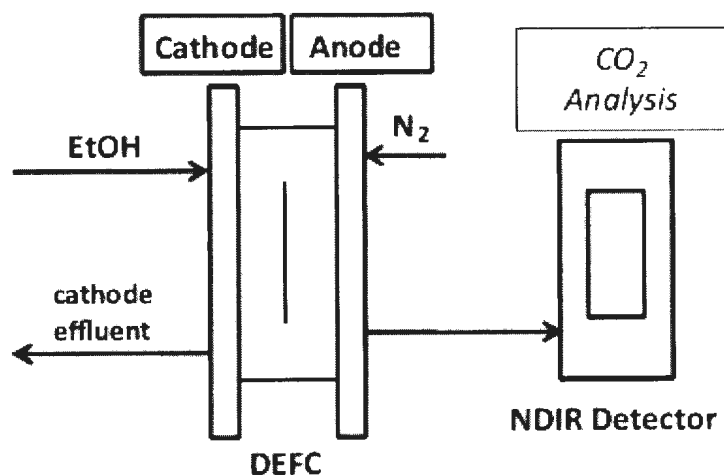 Cathode Anode
CO₂
Analysis
EtOH
N₂
cathode
effluent
NDIR Detector
DEFC